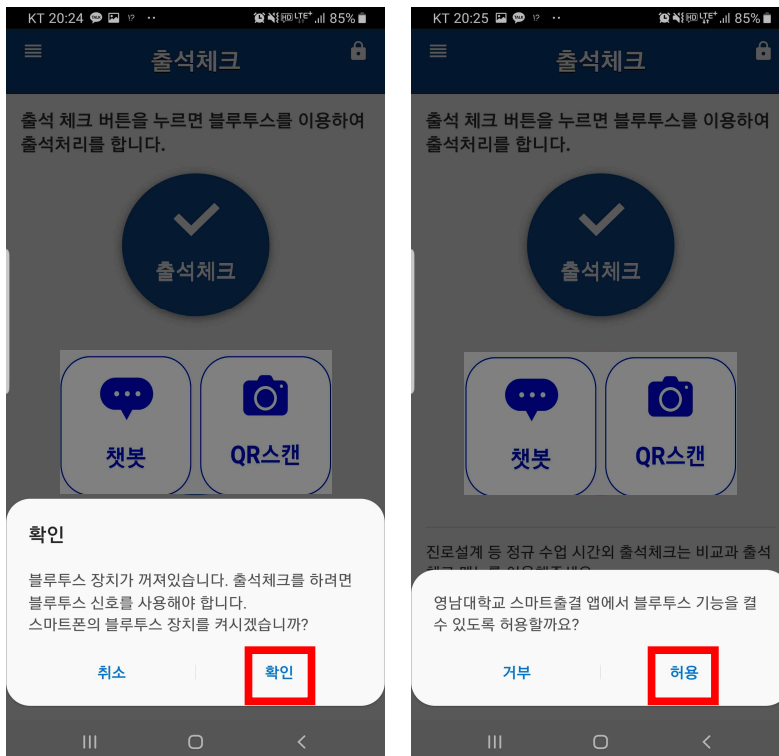 KT 20:24
85%
출석체크
출석 체크 버튼을 누르면 블루투스를 이용하여
출석처리를 합니다.
출석체크
챗봇
QR스캔
확인
블루투스 장치가 꺼져있습니다. 출석체크를 하려면
블루투스 신호를 사용해야 합니다.
스마트폰의 블루투스 장치를 켜시겠습니까?
취소
확인
KT 20:25
85%
출석체크
출석 체크 버튼을 누르면 블루투스를 이용하여
출석처리를 합니다.
출석체크
챗봇
QR스캔
진로설계 등 정규 수업 시간외 출석체크는 비교과 출석
영남대학교 스마트출결 앱에서 블루투스 기능을 켤
수 있도록 허용할까요?
거부
허용